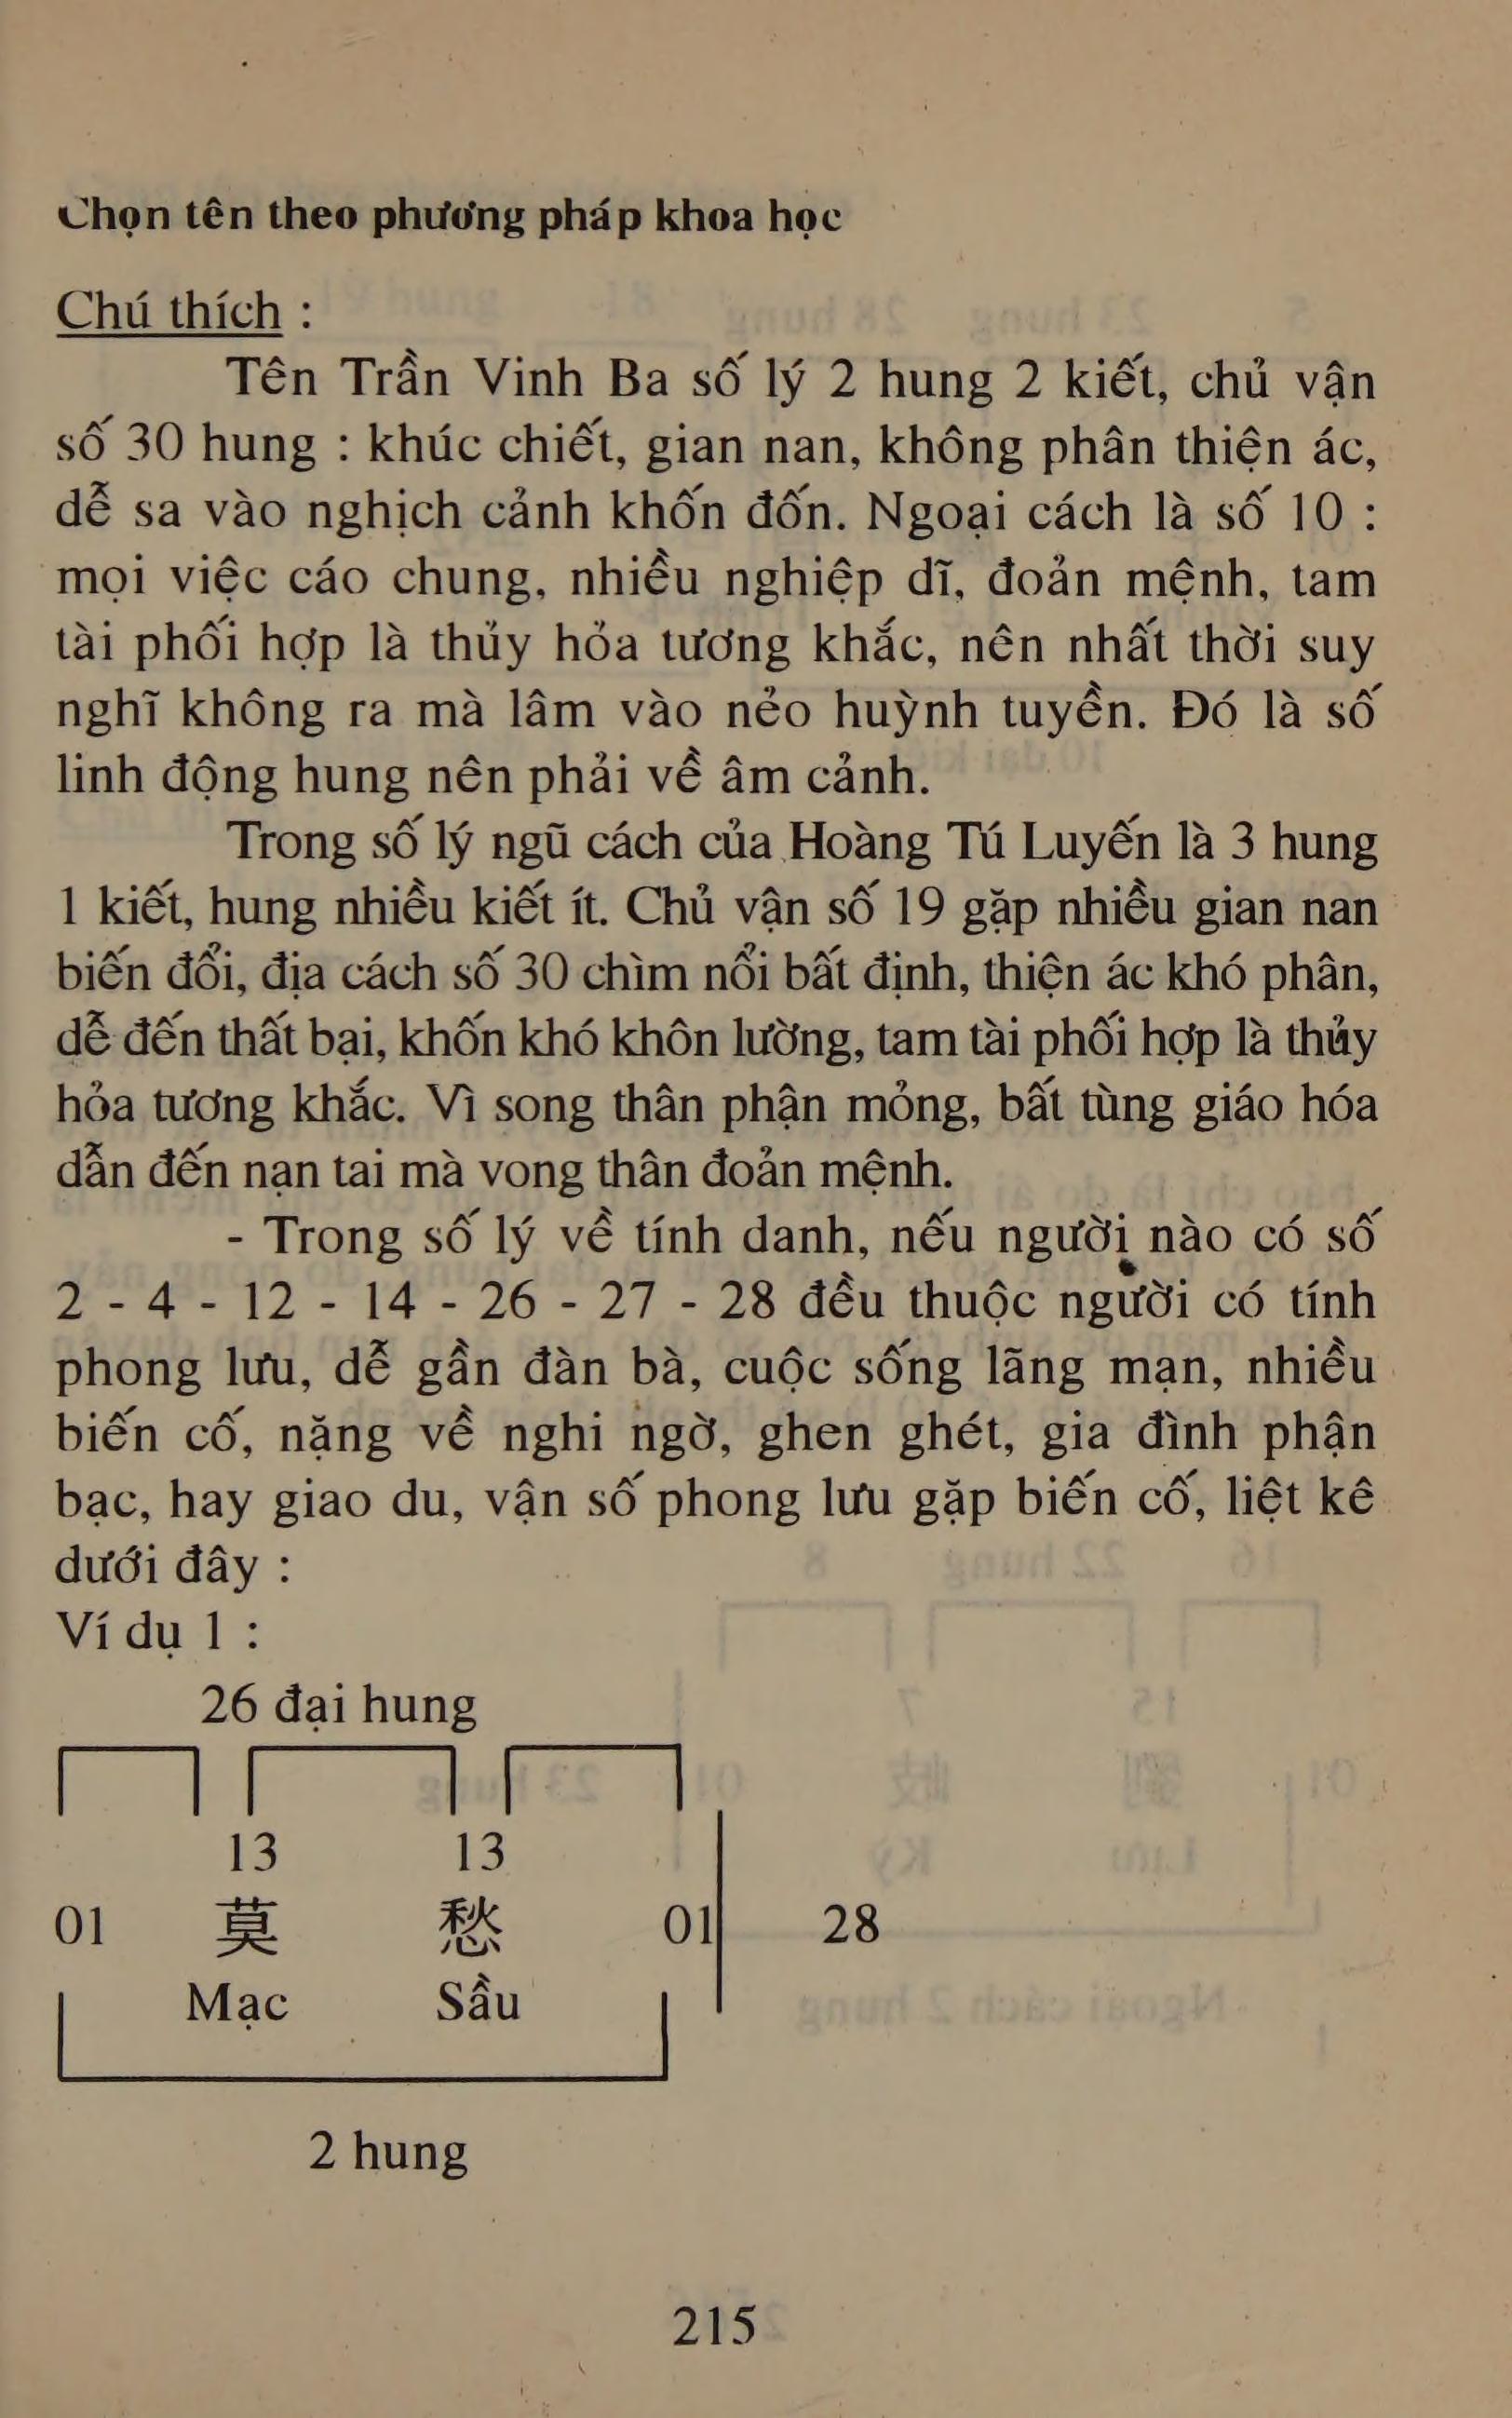 Chọn tên theo phương pháp khoa học
Chú thích :
Tên Trần Vinh Ba số lý 2 hung 2 kiết, chủ vận
số 30 hung : khúc chiết, gian nan, không phân thiện ác,
dễ sa vào nghịch cảnh khốn đốn. Ngoại cách là số 10 :
mọi việc cáo chung, nhiều nghiệp dĩ, đoản mệnh, tam
tài phối hợp là thủy hỏa tương khắc, nên nhất thời suy
nghĩ không ra mà lâm vào nẻo huỳnh tuyền. Đó là số
linh động hung nên phải về âm cảnh.
Trong số lý ngũ cách của Hoàng Tú Luyến là 3 hung
1 kiết, hung nhiều kiết ít. Chủ vận số 19 gặp nhiều gian nan
biến đổi, địa cách số 30 chìm nổi bất định, thiện ác khó phân,
dễ đến thất bại, khốn khó khôn lường, tam tài phối hợp là thủy
hỏa tương khắc. Vì song thân phận mỏng, bất tùng giáo hóa
dẫn đến nạn tai mà vong thân đoản mệnh.
- Trong số lý về tính danh, nếu người nào có số
2 - 4 - 12 - 14 - 26 - 27 - 28 đều thuộc người có tính
phong lưu, dễ gần đàn bà, cuộc sống lãng mạn, nhiều
biến cố, nặng về nghi ngờ, ghen ghét, gia đình phận
bạc, hay giao du, vận số phong lưu gặp biến cố, liệt kê
dưới đây :
Ví dụ 1 :
26 đại hung
13 13
01 莫 愁 01 28
Mạc Sầu
2 hung
215